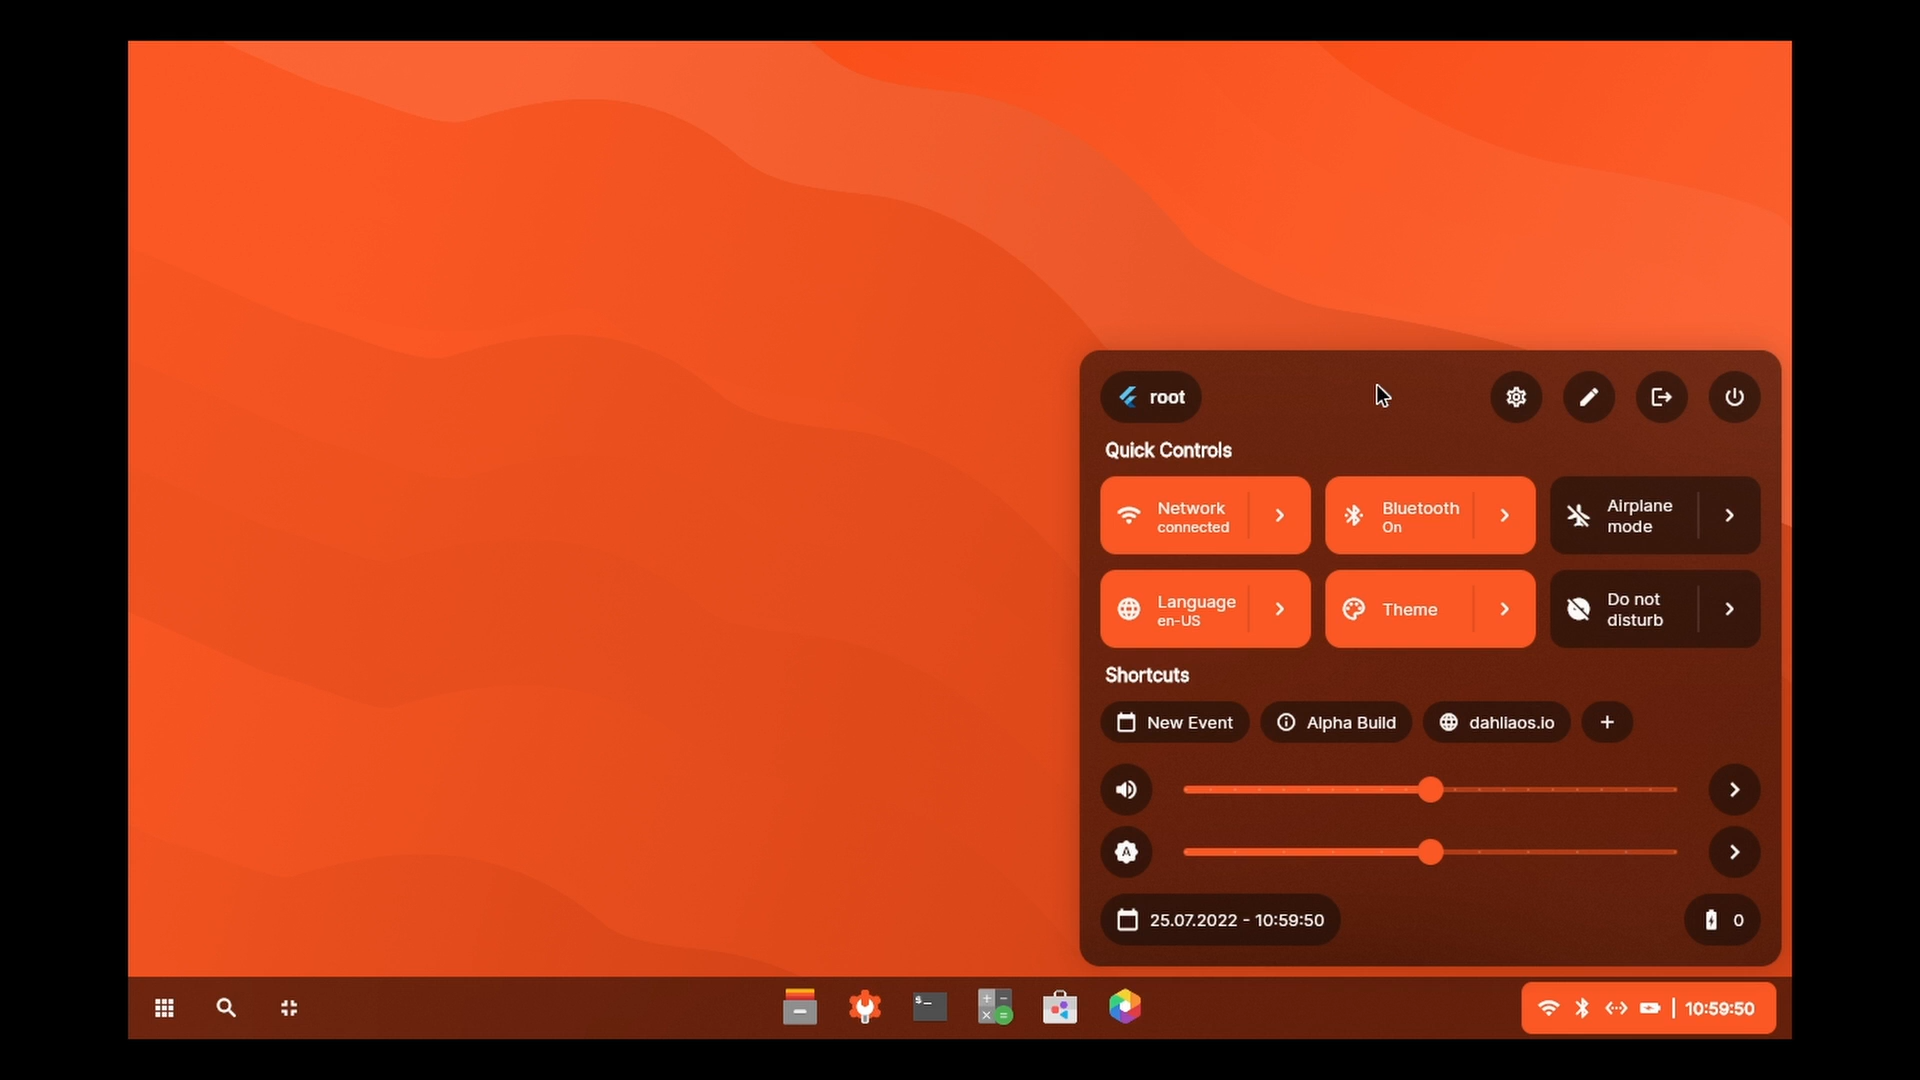 root
Quick Controls
Network
connected
Bluetooth
On
Airplane
mode
Language
en-US
Theme
Do not
disturb
Shortcuts
New Event
Alpha Build
dahliaos.io
25.07.2022 - 10:59:50
0
$_
10:59:50